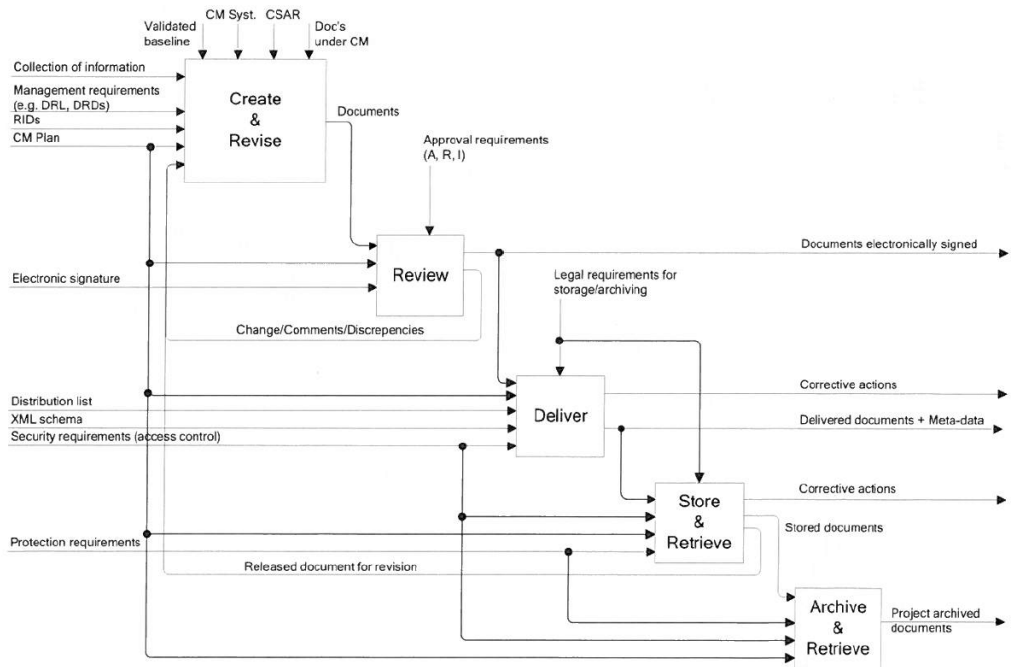 CM Syst.
CSAR
Validated
baseline
Doc's
under CM
Collection of information
Management requirements
(e.g. DRL, DRDs)
RIDs
CM Plan
Create
&
Revise
Documents
Approval requirements
(A, R, I)
Documents electronically signed
Electronic signature
Review
Legal requirements for
storage/archiving
Change/Comments/Discrepencies
Corrective actions
Distribution list
XML schema
Security requirements (access control)
Deliver
Delivered documents + Meta-data
Corrective actions
Store
&
Retrieve
Stored documents
Protection requirements
Released document for revision
Archive
&
Retrieve
Project archived
documents